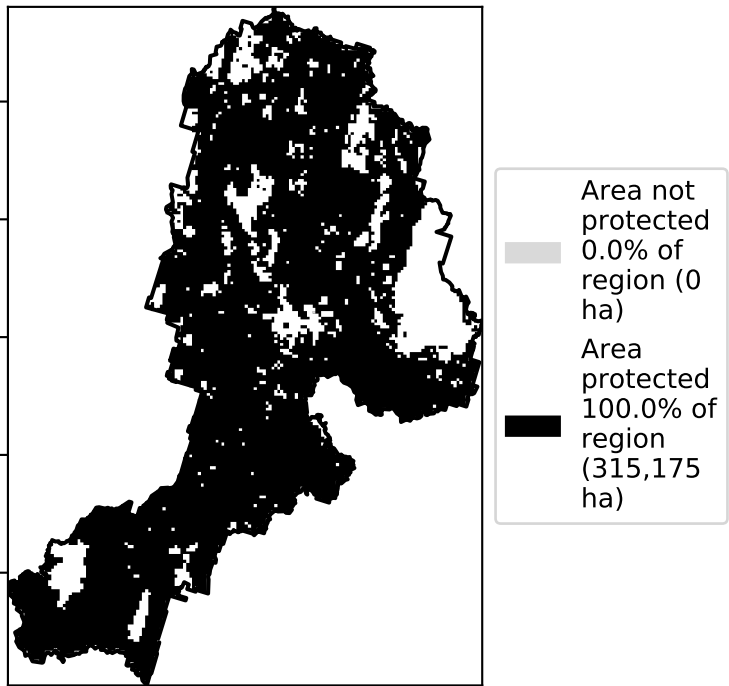 Area not
protected
0.0% of
region (0
ha)
Area
protected
100.0% of
region
(315,175
ha)